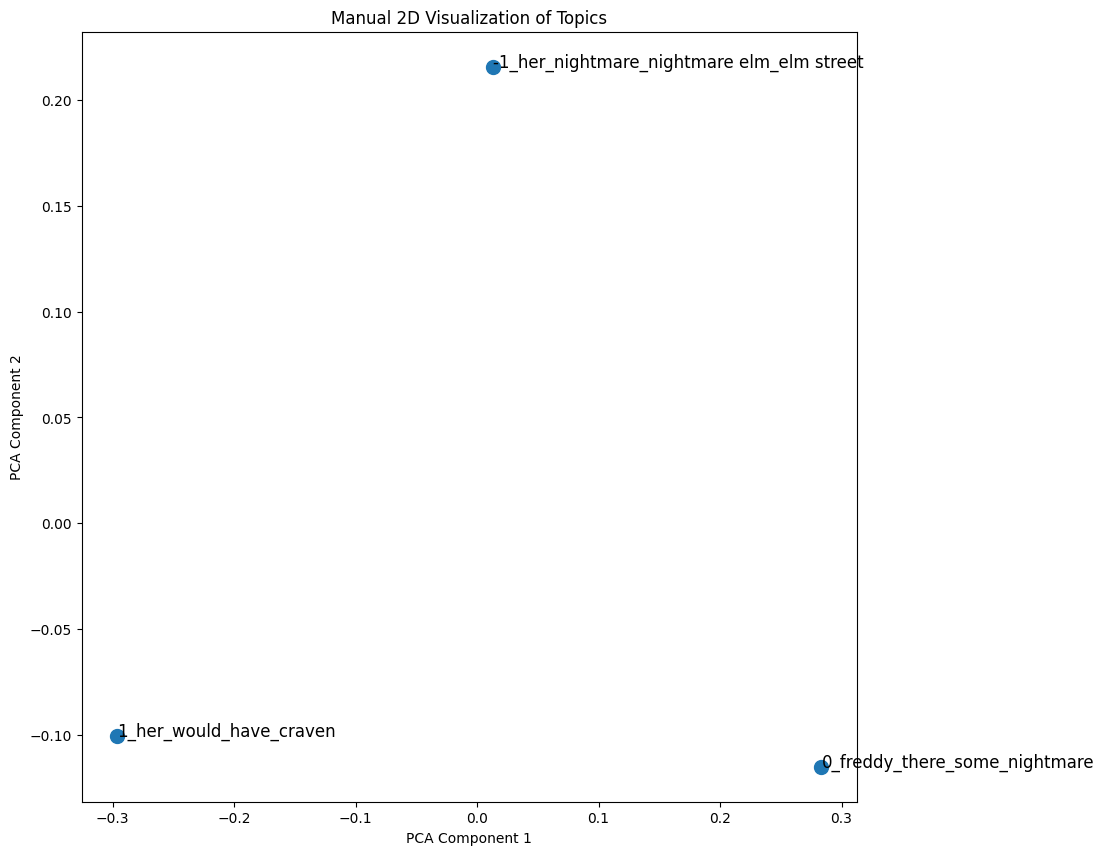 Manual 2D Visualization of Topics
-1_her_nightmare_nightmare elm_elm street
0.20
0.15
0.10
PCA Component 2
0.05
0.00
−0.05
1_her_would_have_craven
−0.10
0_freddy_there_some_nightmare
−0.3 −0.2 −0.1 0.0 0.1 0.2 0.3
PCA Component 1